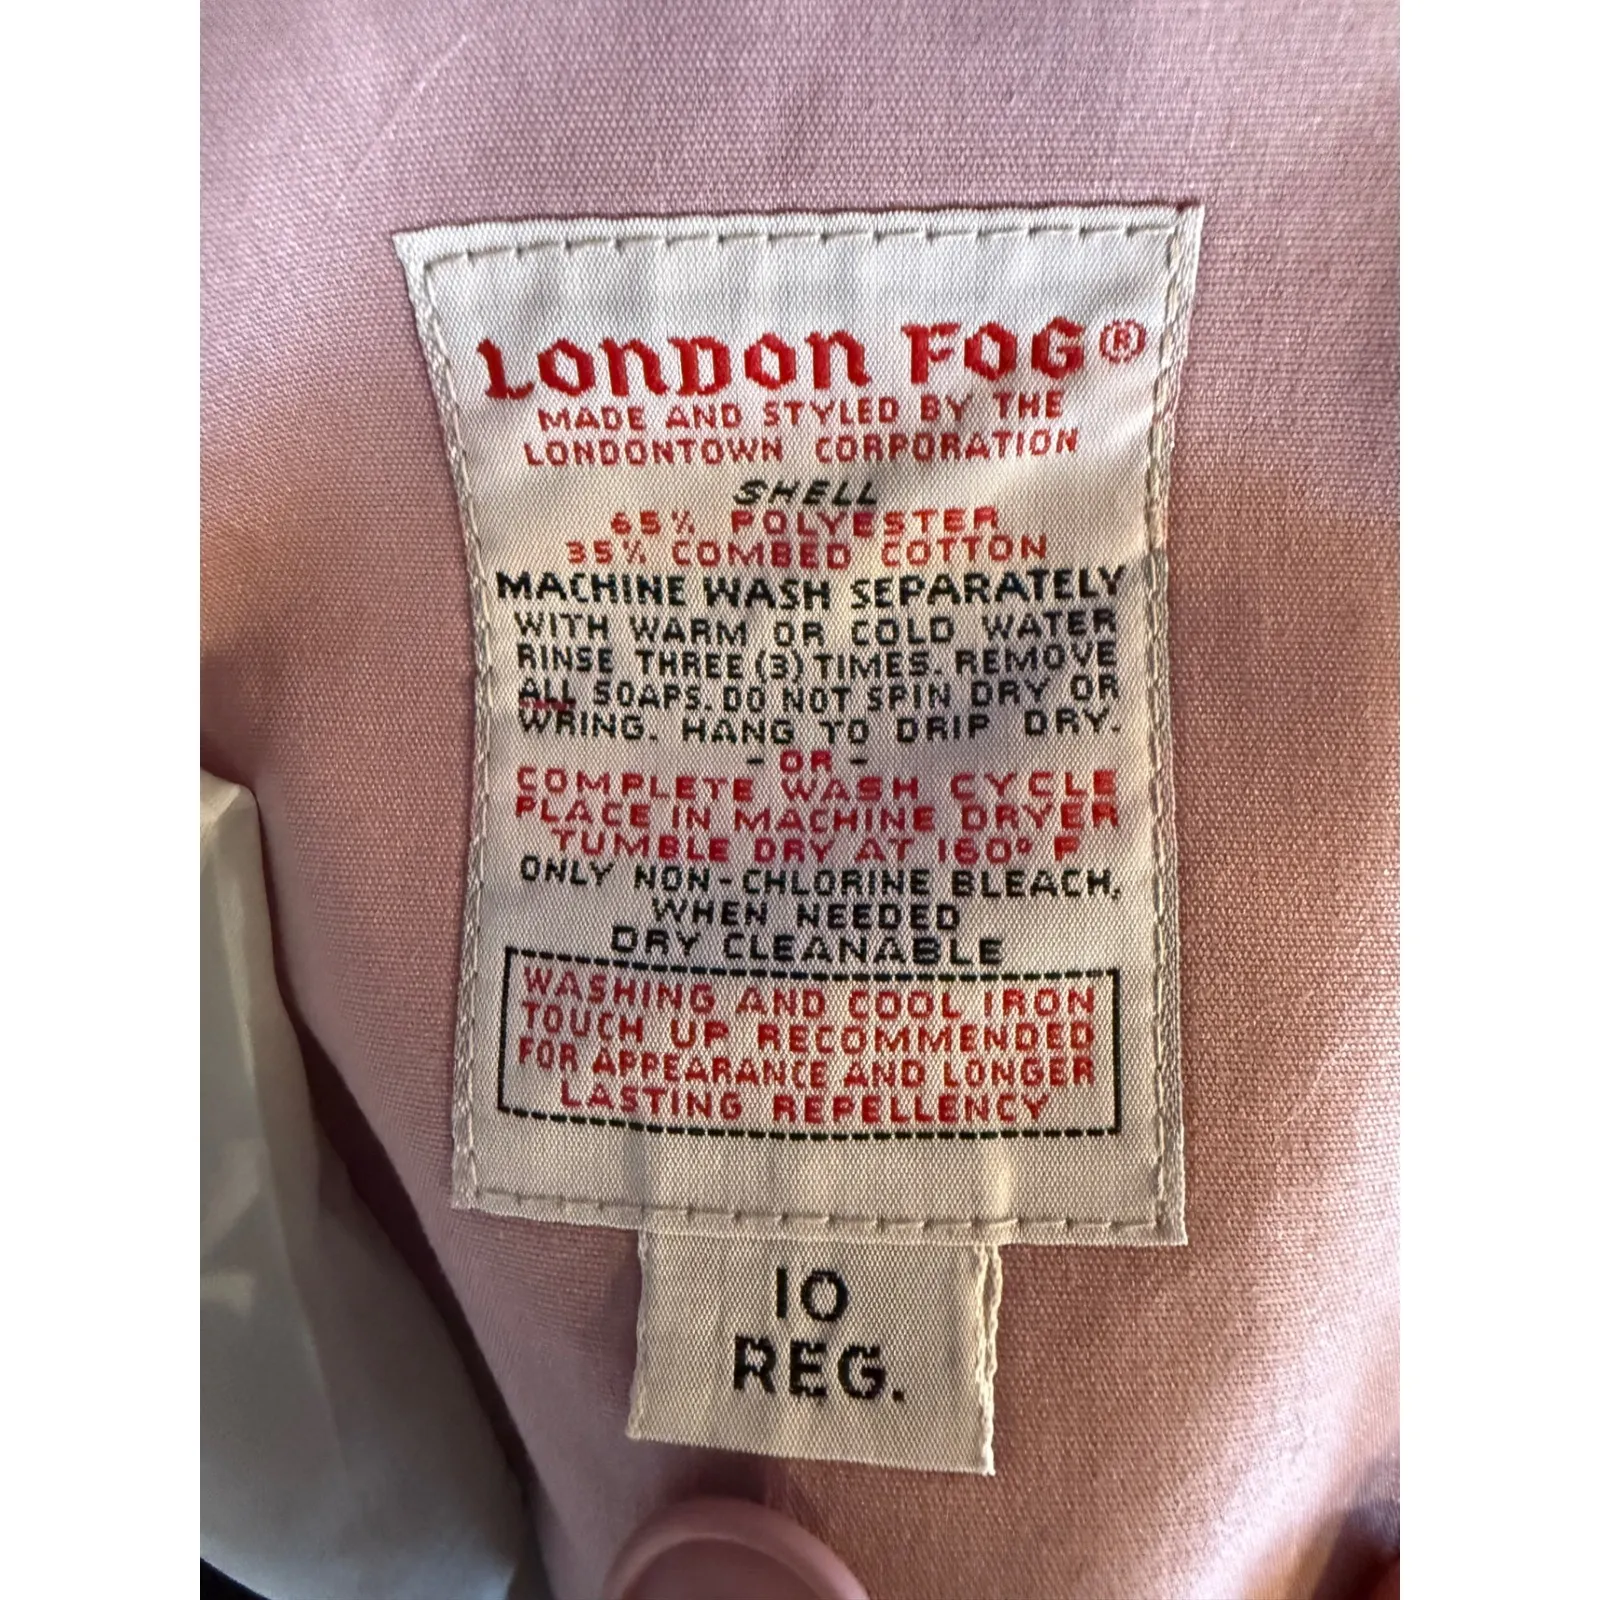 LONDON FOG®
MADE AND STYLED BY THE
LONDONTOWN CORPORATION
SHELL
65% POLYESTER
35% COMBED COTTON
MACHINE WASH SEPARATELY
WITH WARM OR COLD WATER
RINSE THREE (3) TIMES. REMOVE
ALL SOAPS. DO NOT SPIN DRY OR
WRING. HANG TO DRIP DRY.
- OR -
COMPLETE WASH CYCLE
PLACE IN MACHINE DRYER
TUMBLE DRY AT 160° F
ONLY NON-CHLORINE BLEACH,
WHEN NEEDED
DRY CLEANABLE
WASHING AND COOL IRON
TOUCH UP RECOMMENDED
FOR APPEARANCE AND LONGER
LASTING REPELLENCY
10
REG.